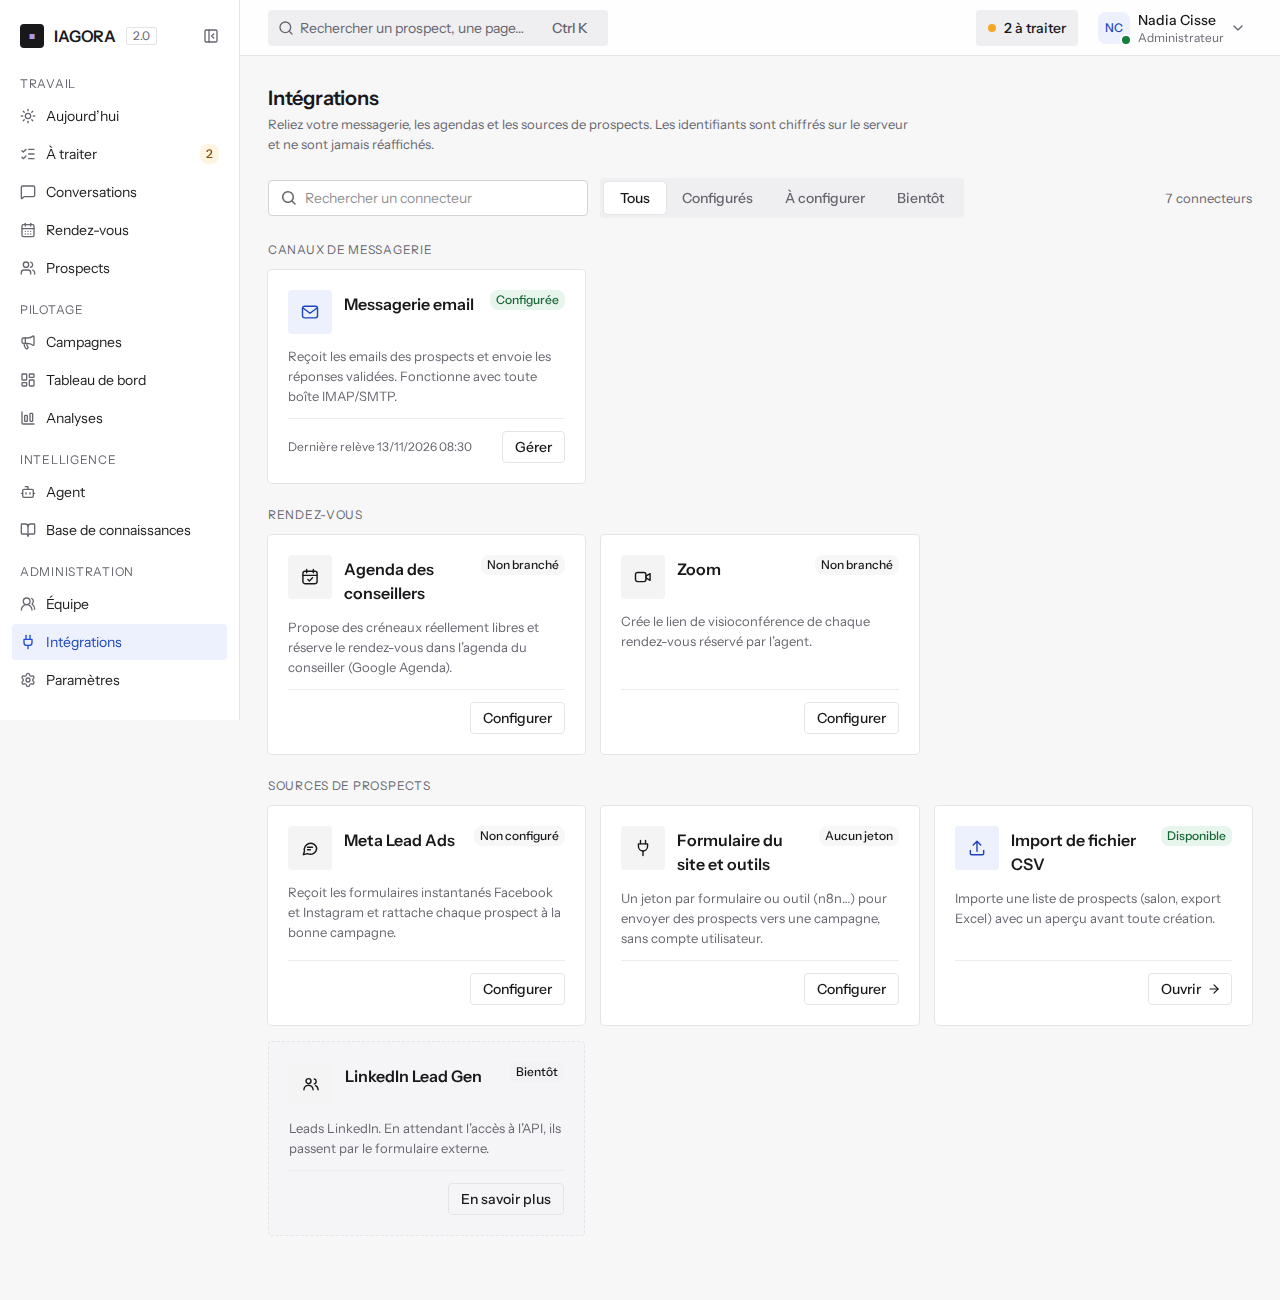 IAGORA 2.0
Rechercher un prospect, une page... Ctrl K
2 à traiter
NC
Nadia Cisse
Administrateur
TRAVAIL
Aujourd'hui
À traiter 2
Conversations
Rendez-vous
Prospects
PILOTAGE
Campagnes
Tableau de bord
Analyses
INTELLIGENCE
Agent
Base de connaissances
ADMINISTRATION
Équipe
Intégrations
Paramètres
Intégrations
Reliez votre messagerie, les agendas et les sources de prospects. Les identifiants sont chiffrés sur le serveur
et ne sont jamais réaffichés.
Rechercher un connecteur
Tous Configurés À configurer Bientôt
7 connecteurs
CANAUX DE MESSAGERIE
Messagerie email
Configurée
Reçoit les emails des prospects et envoie les
réponses validées. Fonctionne avec toute
boîte IMAP/SMTP.
Dernière relève 13/11/2026 08:30
Gérer
RENDEZ-VOUS
Agenda des
conseillers
Non branché
Propose des créneaux réellement libres et
réserve le rendez-vous dans l'agenda du
conseiller (Google Agenda).
Configurer
Zoom
Non branché
Crée le lien de visioconférence de chaque
rendez-vous réservé par l'agent.
Configurer
SOURCES DE PROSPECTS
Meta Lead Ads
Non configuré
Reçoit les formulaires instantanés Facebook
et Instagram et rattache chaque prospect à la
bonne campagne.
Configurer
Formulaire du
site et outils
Aucun jeton
Un jeton par formulaire ou outil (n8n...) pour
envoyer des prospects vers une campagne,
sans compte utilisateur.
Configurer
Import de fichier
CSV
Disponible
Importe une liste de prospects (salon, export
Excel) avec un aperçu avant toute création.
Ouvrir →
LinkedIn Lead Gen
Bientôt
Leads LinkedIn. En attendant l'accès à l'API, ils
passent par le formulaire externe.
En savoir plus